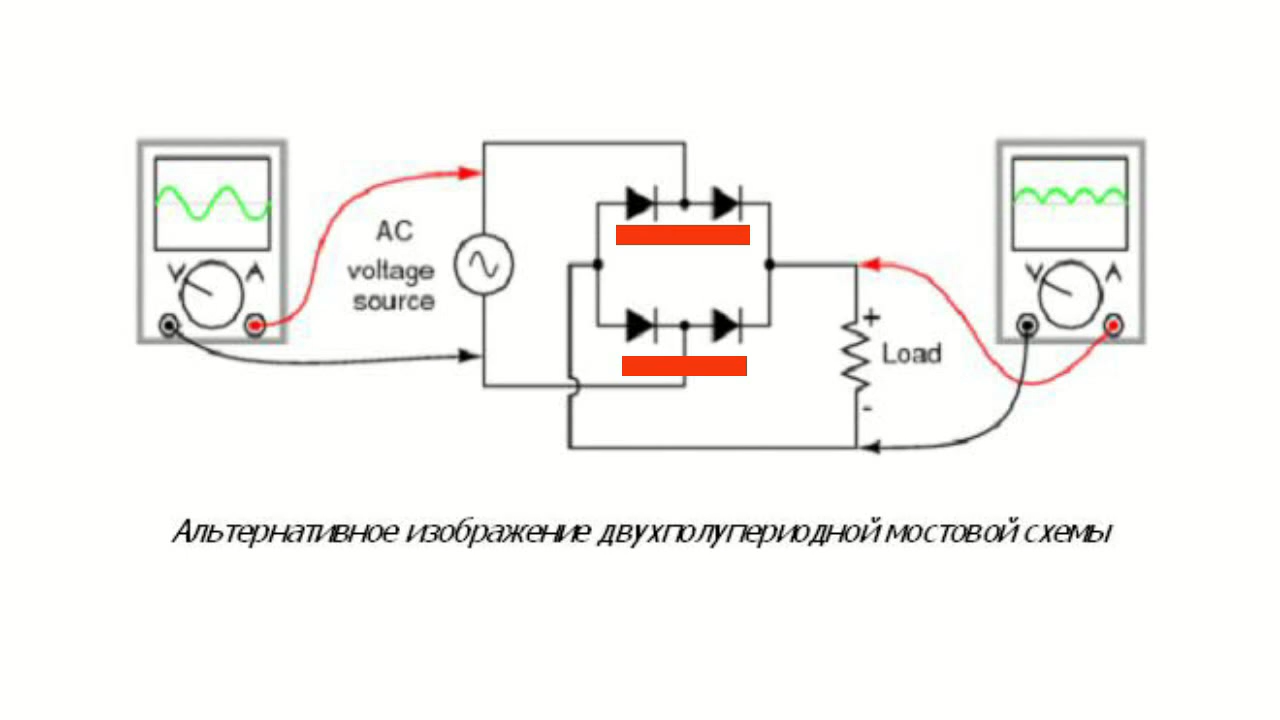 AC
voltage
source
V A
V A
+
Load
-
Альтернативное изображение двухполупериодной мостовой схемы